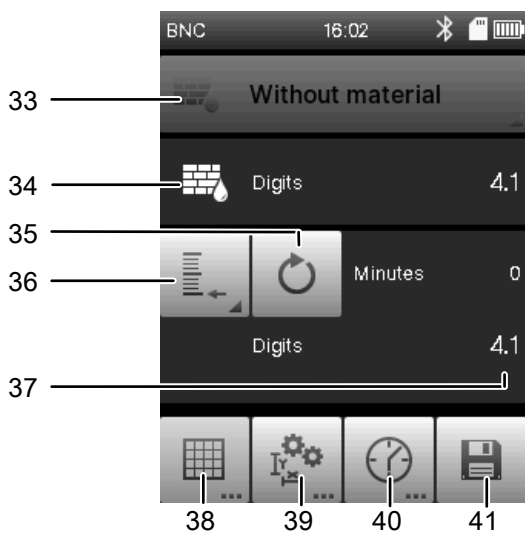 BNC 16:02
33 Without material
34 Digits 4.1
35
36 Minutes 0
Digits 4.1
37
38 39 40 41